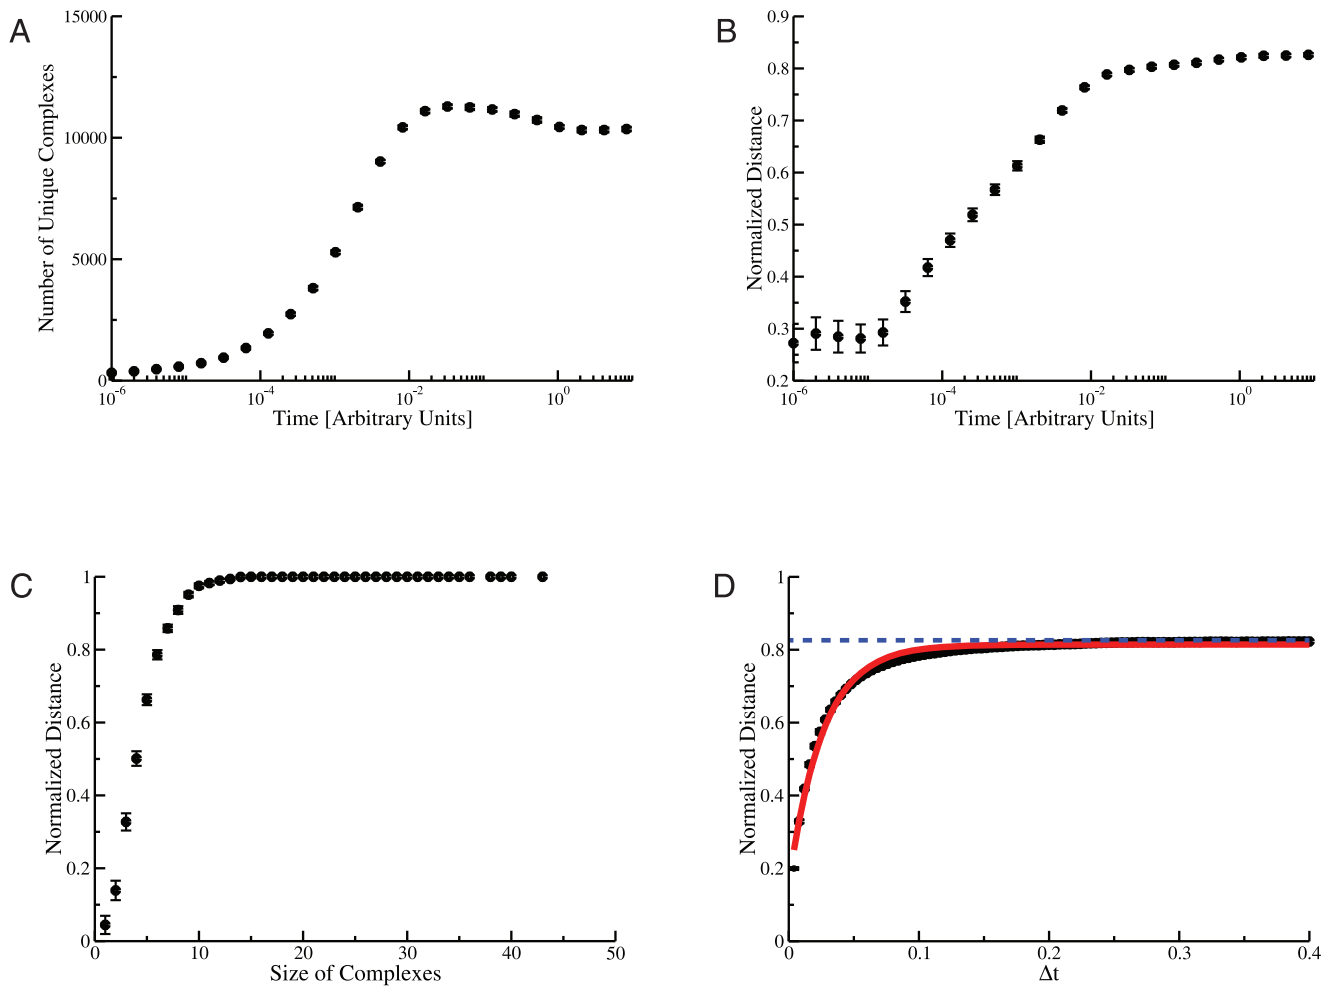 A
15000
10000
5000
0
Number of Unique Complexes
10-6 10-4 10-2 100
Time [Arbitrary Units]
B
0.9
0.8
0.7
0.6
0.5
0.4
0.3
0.2
Normalized Distance
10-6 10-4 10-2 100
Time [Arbitrary Units]
C
1
0.8
0.6
0.4
0.2
0
Normalized Distance
0 10 20 30 40 50
Size of Complexes
D
1
0.8
0.6
0.4
0.2
0
Normalized Distance
0 0.1 0.2 0.3 0.4
Δt